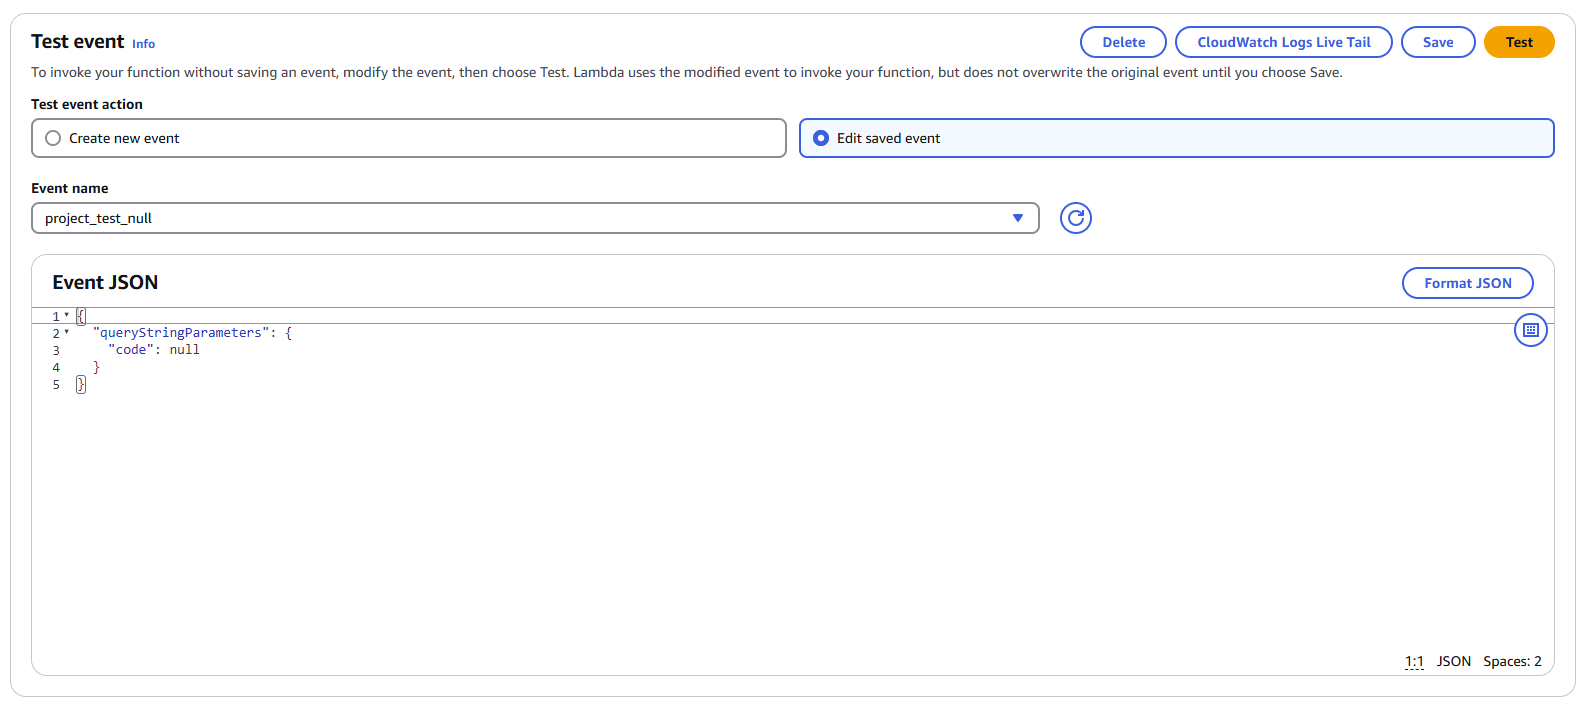 Test event Info Delete CloudWatch Logs Live Tail Save Test
To invoke your function without saving an event, modify the event, then choose Test. Lambda uses the modified event to invoke your function, but does not overwrite the original event until you choose Save.
Test event action
Create new event Edit saved event
Event name
project_test_null
Event JSON Format JSON
1 {
2 "queryStringParameters": {
3 "code": null
4 }
5 }
1:1 JSON Spaces: 2